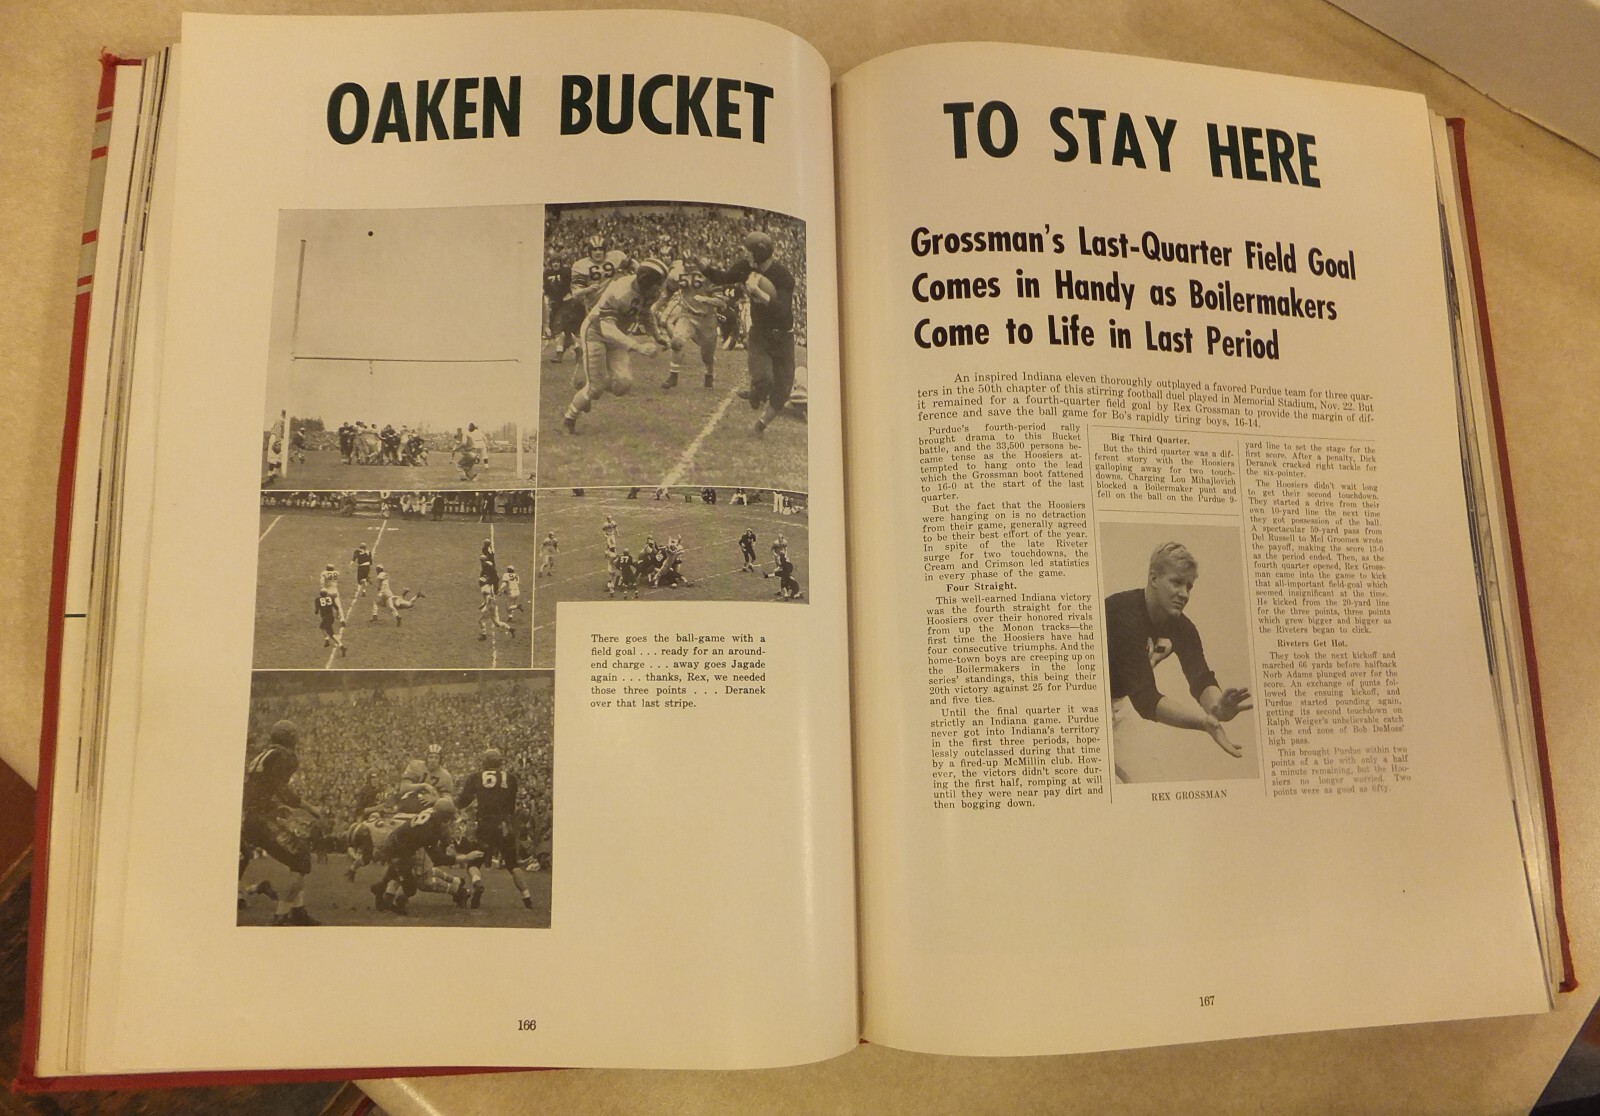 OAKEN BUCKET
69
71
56
44
83
There goes the ball-game with a
field goal . . . ready for an around-
end charge . . . away goes Jagade
again . . . thanks, Rex, we needed
those three points . . . Deranek
over that last stripe.
61
166
TO STAY HERE
Grossman's Last-Quarter Field Goal
Comes in Handy as Boilermakers
Come to Life in Last Period
An inspired Indiana eleven thoroughly outplayed a favored Purdue team for three quar-
ters in the 50th chapter of this stirring football duel played in Memorial Stadium, Nov. 22. But
it remained for a fourth-quarter field goal by Rex Grossman to provide the margin of dif-
ference and save the ball game for Bo's rapidly tiring boys, 16-14.
Purdue's fourth-period rally
brought drama to this Bucket
battle, and the 33,500 persons be-
came tense as the Hoosiers at-
tempted to hang onto the lead
which the Grossman boot fattened
to 16-0 at the start of the last
quarter.
But the fact that the Hoosiers
were hanging on is no detraction
from their game, generally agreed
to be their best effort of the year.
In spite of the late Riveter
surge for two touchdowns, the
Cream and Crimson led statistics
in every phase of the game.
Four Straight.
This well-earned Indiana victory
was the fourth straight for the
Hoosiers over their honored rivals
from up the Monon tracks—the
first time the Hoosiers have had
four consecutive triumphs. And the
home-town boys are creeping up on
the Boilermakers in the long
series' standings, this being their
20th victory against 25 for Purdue
and five ties.
Until the final quarter it was
strictly an Indiana game. Purdue
never got into Indiana's territory
in the first three periods, hope-
lessly outclassed during that time
by a fired-up McMillin club. How-
ever, the victors didn't score dur-
ing the first half, romping at will
until they were near pay dirt and
then bogging down.
Big Third Quarter.
But the third quarter was a dif-
ferent story with the Hoosiers
galloping away for two touch-
downs. Charging Lou Mihajlovich
blocked a Boilermaker punt and
fell on the ball on the Purdue 9-
REX GROSSMAN
yard line to set the stage for the
first score. After a penalty, Dick
Deranek cracked right tackle for
the six-pointer.
The Hoosiers didn't wait long
to get their second touchdown.
They started a drive from their
own 10-yard line the next time
they got possession of the ball.
A spectacular 59-yard pass from
Del Russell to Mel Groomes wrote
the payoff, making the score 13-0
as the period ended. Then, as the
fourth quarter opened, Rex Gross-
man came into the game to kick
that all-important field-goal which
seemed insignificant at the time.
He kicked from the 20-yard line
for the three points, three points
which grew bigger and bigger as
the Riveters began to click.
Riveters Get Hot.
They took the next kickoff and
marched 66 yards before halfback
Norb Adams plunged over for the
score. An exchange of punts fol-
lowed the ensuing kickoff, and
Purdue started pounding again,
getting its second touchdown on
Ralph Weiger's unbelievable catch
in the end zone of Bob DeMoss'
high pass.
This brought Purdue within two
points of a tie with only a half
a minute remaining, but the Hoo-
siers no longer worried. Two
points were as good as fifty.
167